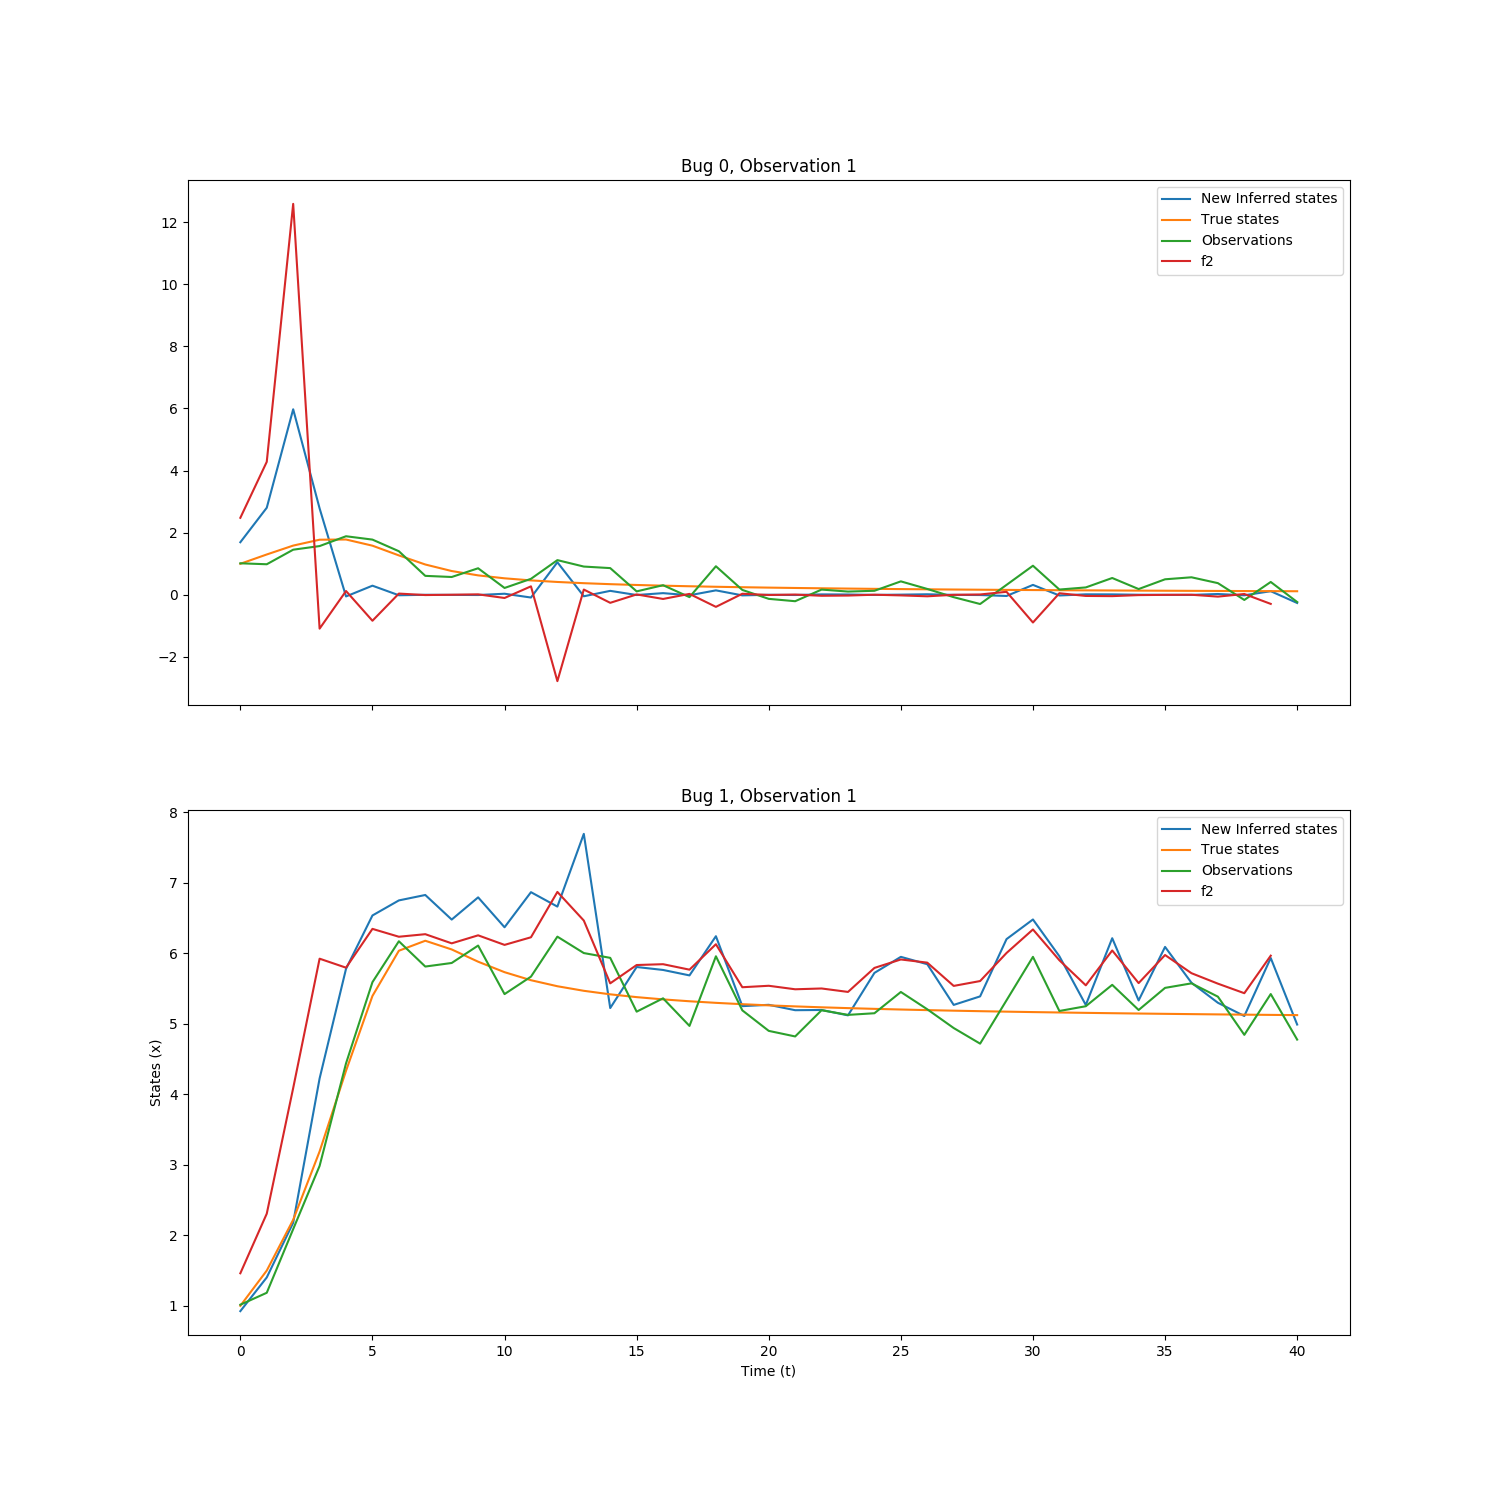 Bug 0, Observation 1
New Inferred states
True states
Observations
f2
12
10
8
6
4
2
0
−2
Bug 1, Observation 1
New Inferred states
True states
Observations
f2
8
7
6
5
4
3
2
1
States (x)
0 5 10 15 20 25 30 35 40
Time (t)